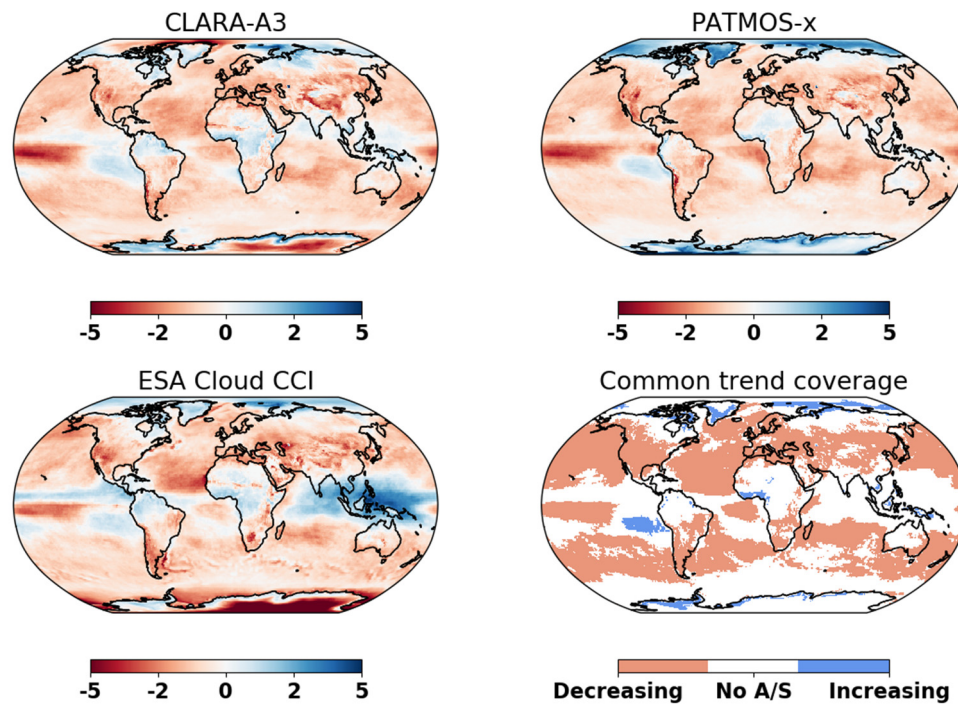 CLARA-A3
PATMOS-x
-5 -2 0 2 5
-5 -2 0 2 5
ESA Cloud CCI
Common trend coverage
-5 -2 0 2 5
Decreasing No A/S Increasing